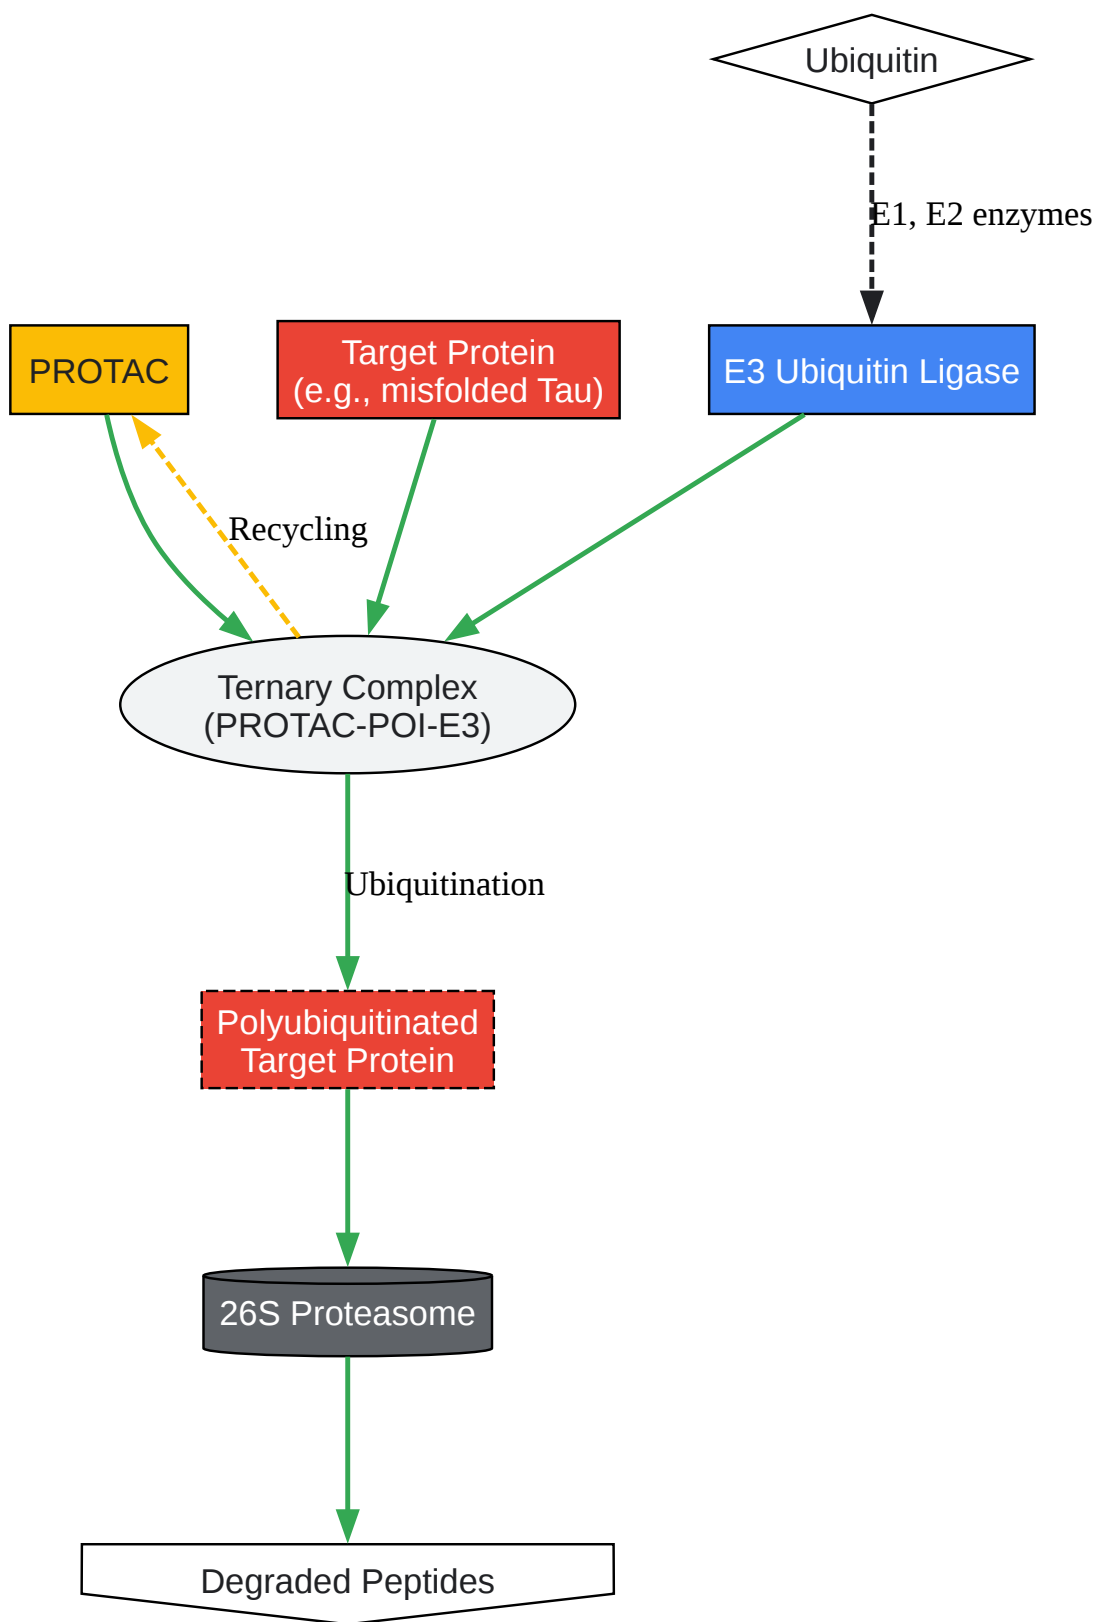 Ubiquitin
E1, E2 enzymes
PROTAC
Target Protein
(e.g., misfolded Tau)
E3 Ubiquitin Ligase
Recycling
Ternary Complex
(PROTAC-POI-E3)
Ubiquitination
Polyubiquitinated
Target Protein
26S Proteasome
Degraded Peptides